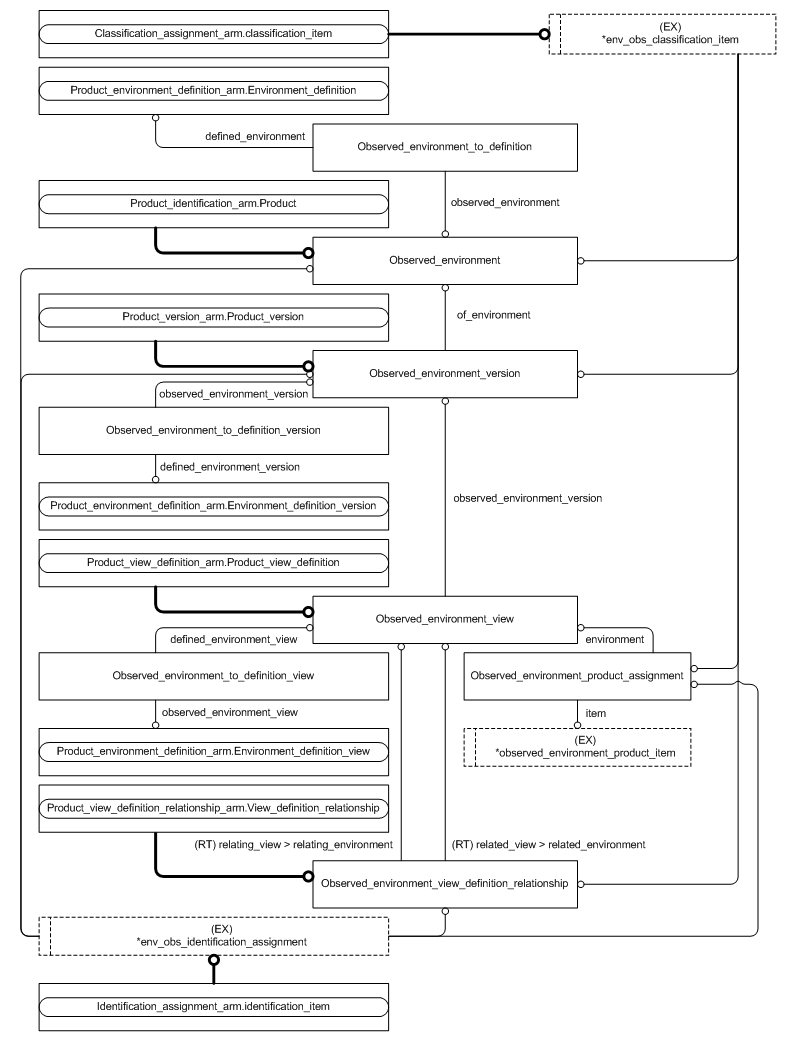 Classification_assignment_arm.classification_item
(EX)
*env_obs_classification_item
Product_environment_definition_arm.Environment_definition
defined_environment
Observed_environment_to_definition
Product_identification_arm.Product
observed_environment
Observed_environment
Product_version_arm.Product_version
of_environment
Observed_environment_version
observed_environment_version
Observed_environment_to_definition_version
defined_environment_version
Product_environment_definition_arm.Environment_definition_version
observed_environment_version
Product_view_definition_arm.Product_view_definition
Observed_environment_view
defined_environment_view
environment
Observed_environment_to_definition_view
Observed_environment_product_assignment
observed_environment_view
item
Product_environment_definition_arm.Environment_definition_view
(EX)
*observed_environment_product_item
Product_view_definition_relationship_arm.View_definition_relationship
(RT) relating_view > relating_environment
(RT) related_view > related_environment
Observed_environment_view_definition_relationship
(EX)
*env_obs_identification_assignment
Identification_assignment_arm.identification_item